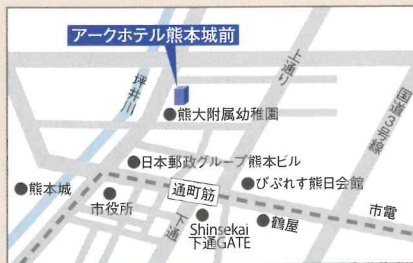 アークホテル熊本城前
坪井川
上通り
国道3号線
熊大附属幼稚園
日本郵政グループ熊本ビル
熊本城
市役所
通町筋
びぷれす熊日会館
市電
下通
Shinsekai
下通GATE
鶴屋